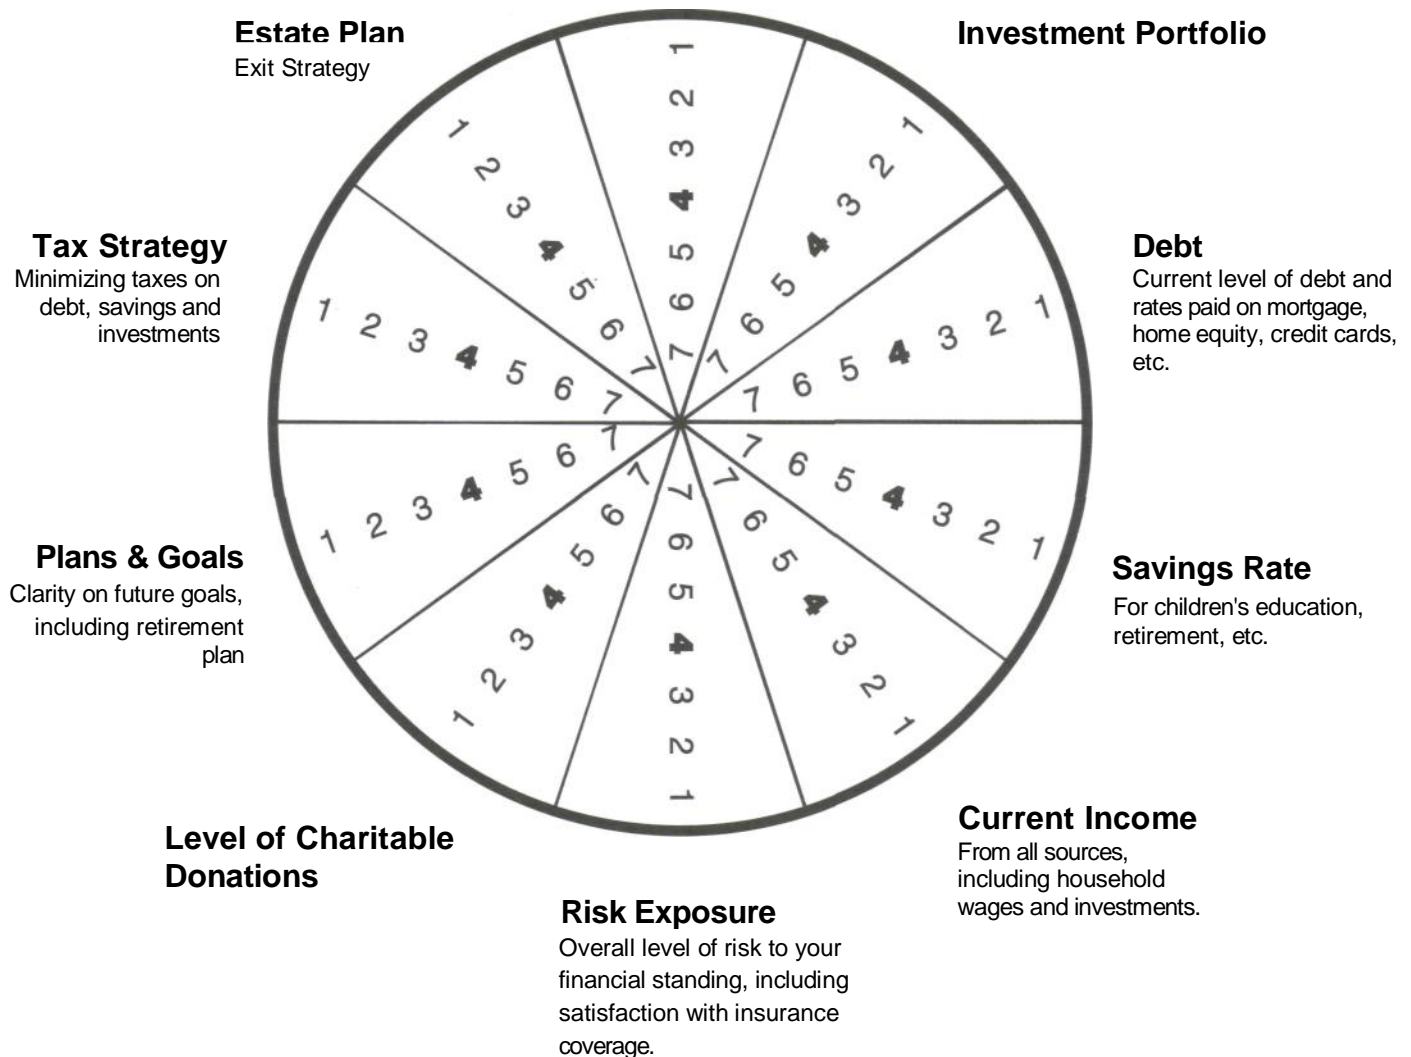 Estate Plan
Exit Strategy
Investment Portfolio
1 2 3 4 5 6 7
1 2 3 4 5 6 7
1 2 3 4 5 6 7
Tax Strategy
Minimizing taxes on
debt, savings and
investments
1 2 3 4 5 6 7
7 6 5 4 3 2 1
Debt
Current level of debt and
rates paid on mortgage,
home equity, credit cards,
etc.
Plans & Goals
Clarity on future goals,
including retirement
plan
1 2 3 4 5 6 7
7 6 5 4 3 2 1
Savings Rate
For children's education,
retirement, etc.
7 6 5 4 3 2 1
7 6 5 4 3 2 1
7 6 5 4 3 2 1
Level of Charitable
Donations
Current Income
From all sources,
including household
wages and investments.
Risk Exposure
Overall level of risk to your
financial standing, including
satisfaction with insurance
coverage.